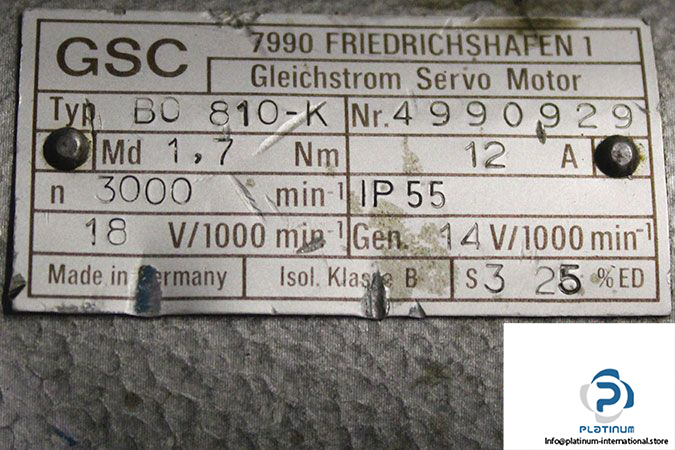 GSC
7990 FRIEDRICHSHAFEN 1
Gleichstrom Servo Motor
Typ BO 810-K Nr. 4990929
Md 1,7 Nm 12 A
n 3000 min-1 IP 55
18 V/1000 min-1 Gen. 14 V/1000 min-1
Made in Germany Isol. Klasse B S3 25 % ED
PLATINUM
Info@platinum-international.store